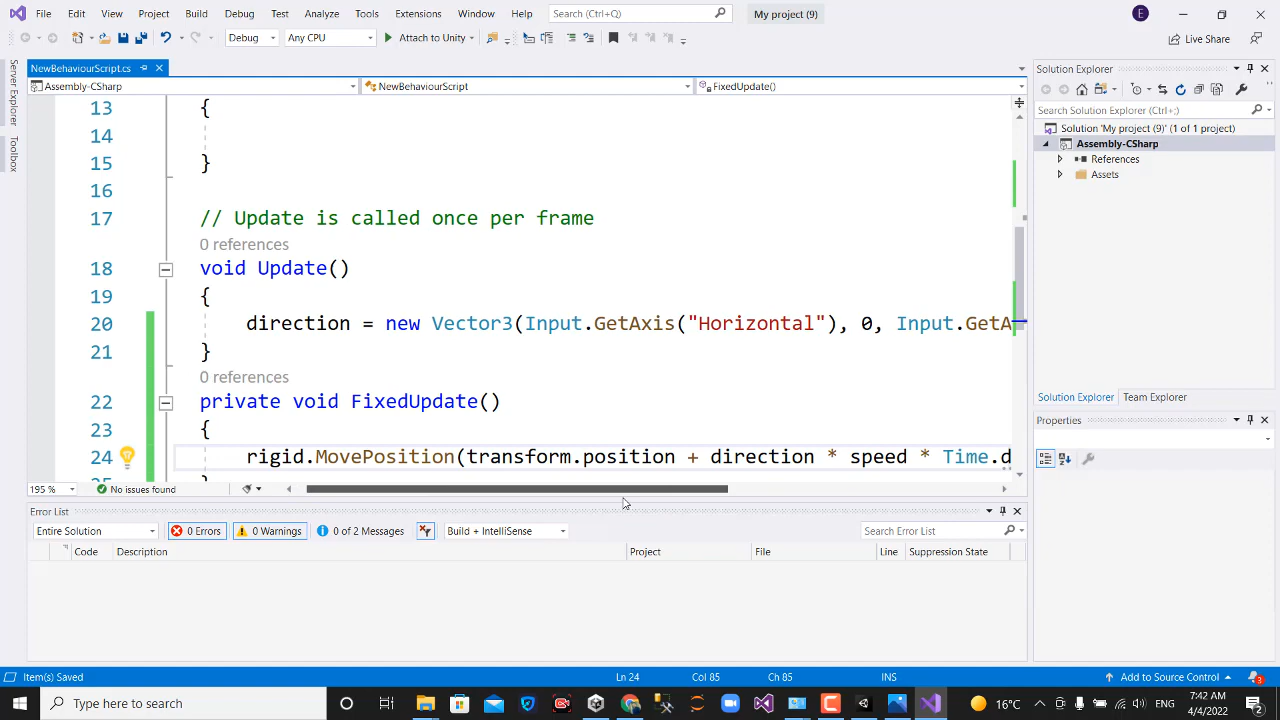 File Edit View Git Project Build Debug Test Analyze Tools Extensions Window Help Search (Ctrl+Q) My project (9) E
Debug Any CPU Attach to Unity Live Share
NewBehaviourScript.cs
Assembly-CSharp NewBehaviourScript FixedUpdate()
Server Explorer
Toolbox
13 {
14
15 }
16
17 // Update is called once per frame
0 references
18 void Update()
19 {
20 direction = new Vector3(Input.GetAxis("Horizontal"), 0, Input.GetA
21 }
0 references
22 private void FixedUpdate()
23 {
24 rigid.MovePosition(transform.position + direction * speed * Time.d
195 % No issues found
Error List
Entire Solution 0 Errors 0 Warnings 0 of 2 Messages Build + IntelliSense Search Error List
Code Description Project File Line Suppression State
Solution Explorer
Search Solution Explorer (Ctrl+;)
Solution 'My project (9)' (1 of 1 project)
Assembly-CSharp
References
Assets
Solution Explorer Team Explorer
Properties
Item(s) Saved Ln 24 Col 85 Ch 85 INS Add to Source Control 3
Type here to search 16°C ENG 7:42 AM
4/4/2022 2